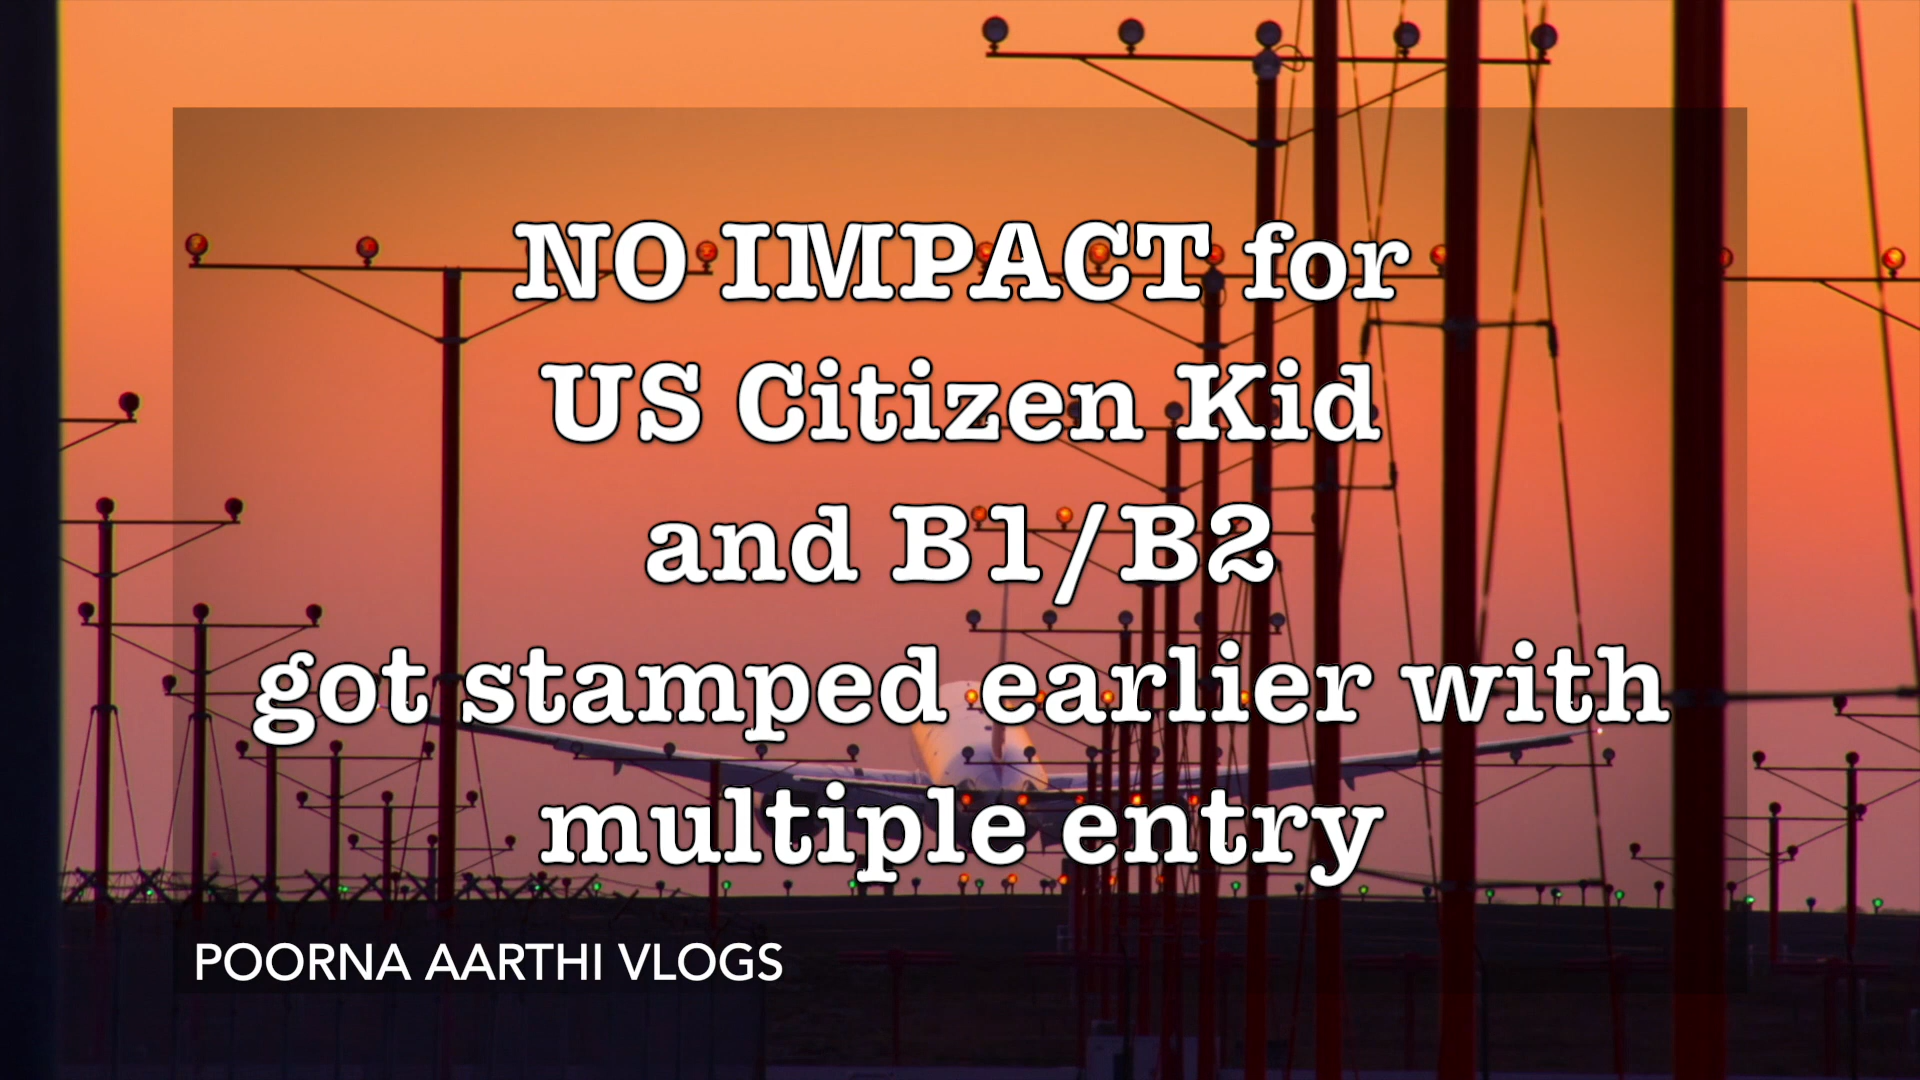 NO IMPACT for
US Citizen Kid
and B1/B2
got stamped earlier with
multiple entry
POORNA AARTHI VLOGS